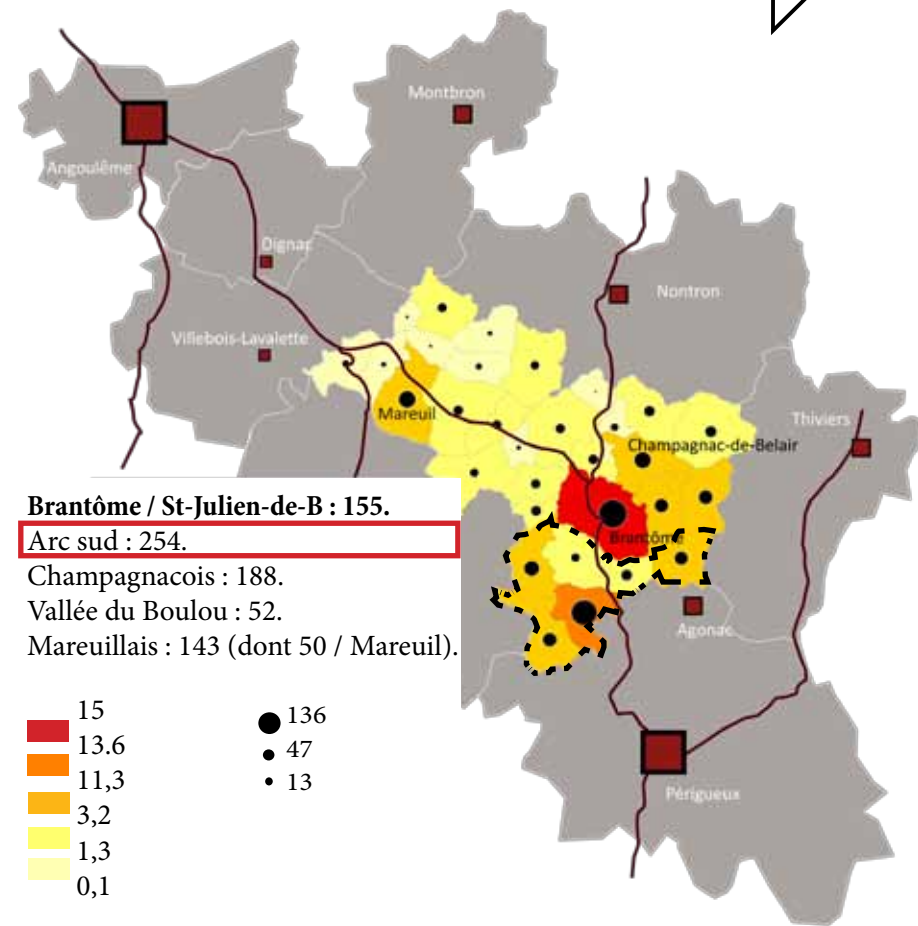 Montbron
Angoulême
Dignac
Nontron
Villebois-Lavalette
Mareuil
Thiviers
Champagnac-de-Belair
Brantôme / St-Julien-de-B : 155.
Arc sud : 254.
Champagnacois : 188.
Vallée du Boulou : 52.
Mareuillais : 143 (dont 50 / Mareuil).
Brantôme
Agonac
15
13.6
11,3
3,2
1,3
0,1
136
47
13
Périgueux